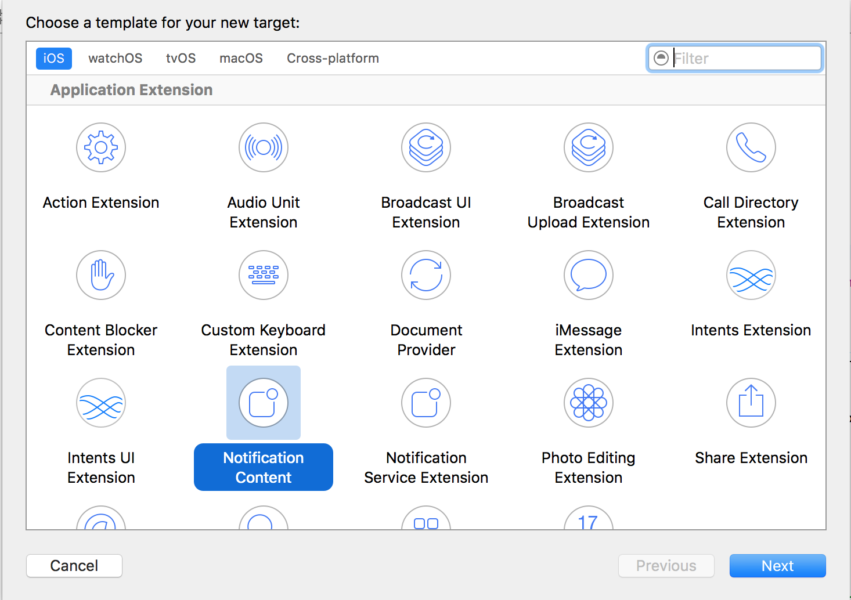 Choose a template for your new target:
iOS watchOS tvOS macOS Cross-platform Filter
Application Extension
Action Extension
Audio Unit
Extension
Broadcast UI
Extension
Broadcast
Upload Extension
Call Directory
Extension
Content Blocker
Extension
Custom Keyboard
Extension
Document
Provider
iMessage
Extension
Intents Extension
Intents UI
Extension
Notification
Content
Notification
Service Extension
Photo Editing
Extension
Share Extension
17
Cancel
Previous
Next